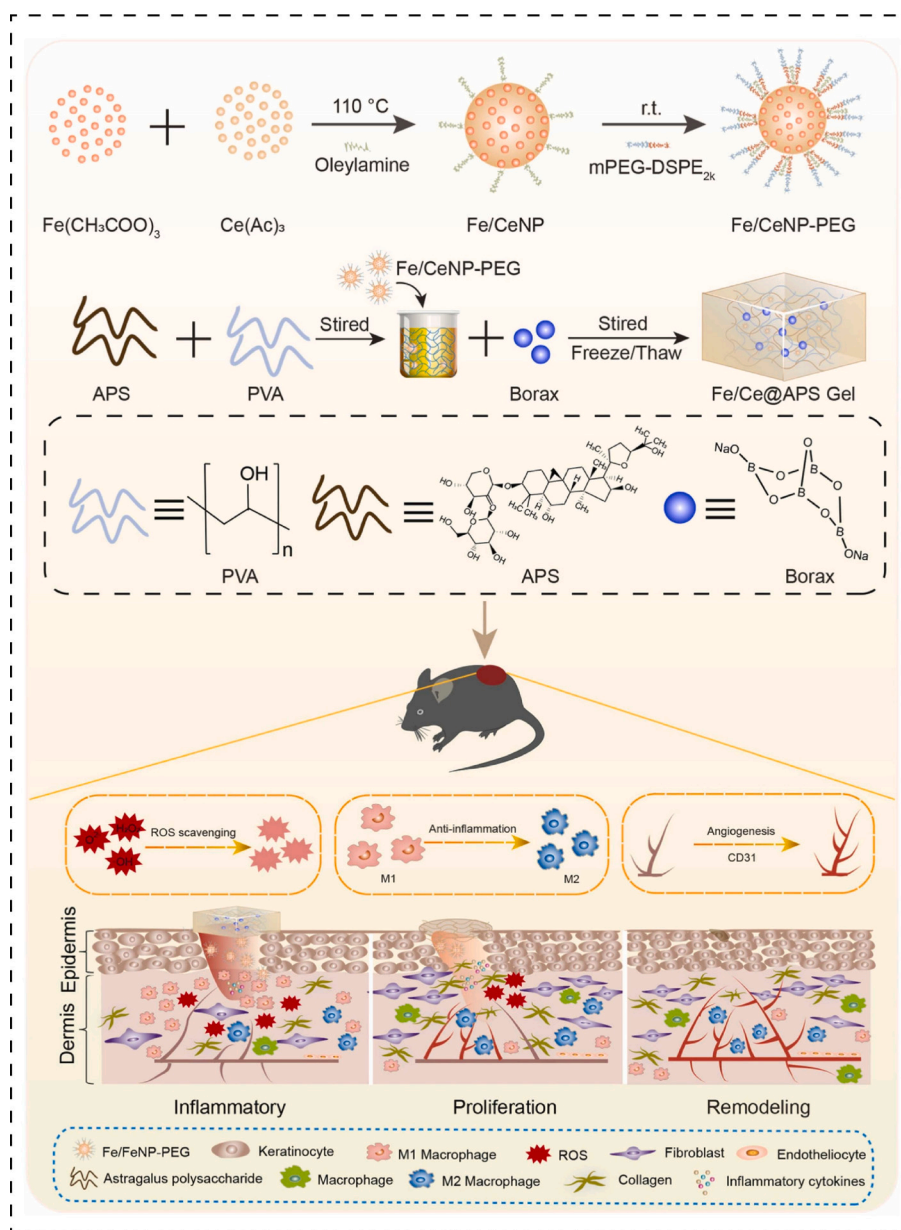 110 °C
r.t.
Oleylamine
mPEG-DSPE2k
Fe(CH₃COO)3
Ce(Ac)₃
Fe/CeNP
Fe/CeNP-PEG
Fe/CeNP-PEG
Stired
Stired
Freeze/Thaw
APS
PVA
Borax
Fe/Ce@APS Gel
OH
n
PVA
APS
Borax
ROS scavenging
Anti-inflammation
M1
M2
Angiogenesis
CD31
Epidermis
Dermis
Inflammatory
Proliferation
Remodeling
Fe/FeNP-PEG
Keratinocyte
M1 Macrophage
ROS
Fibroblast
Endotheliocyte
Astragalus polysaccharide
Macrophage
M2 Macrophage
Collagen
Inflammatory cytokines